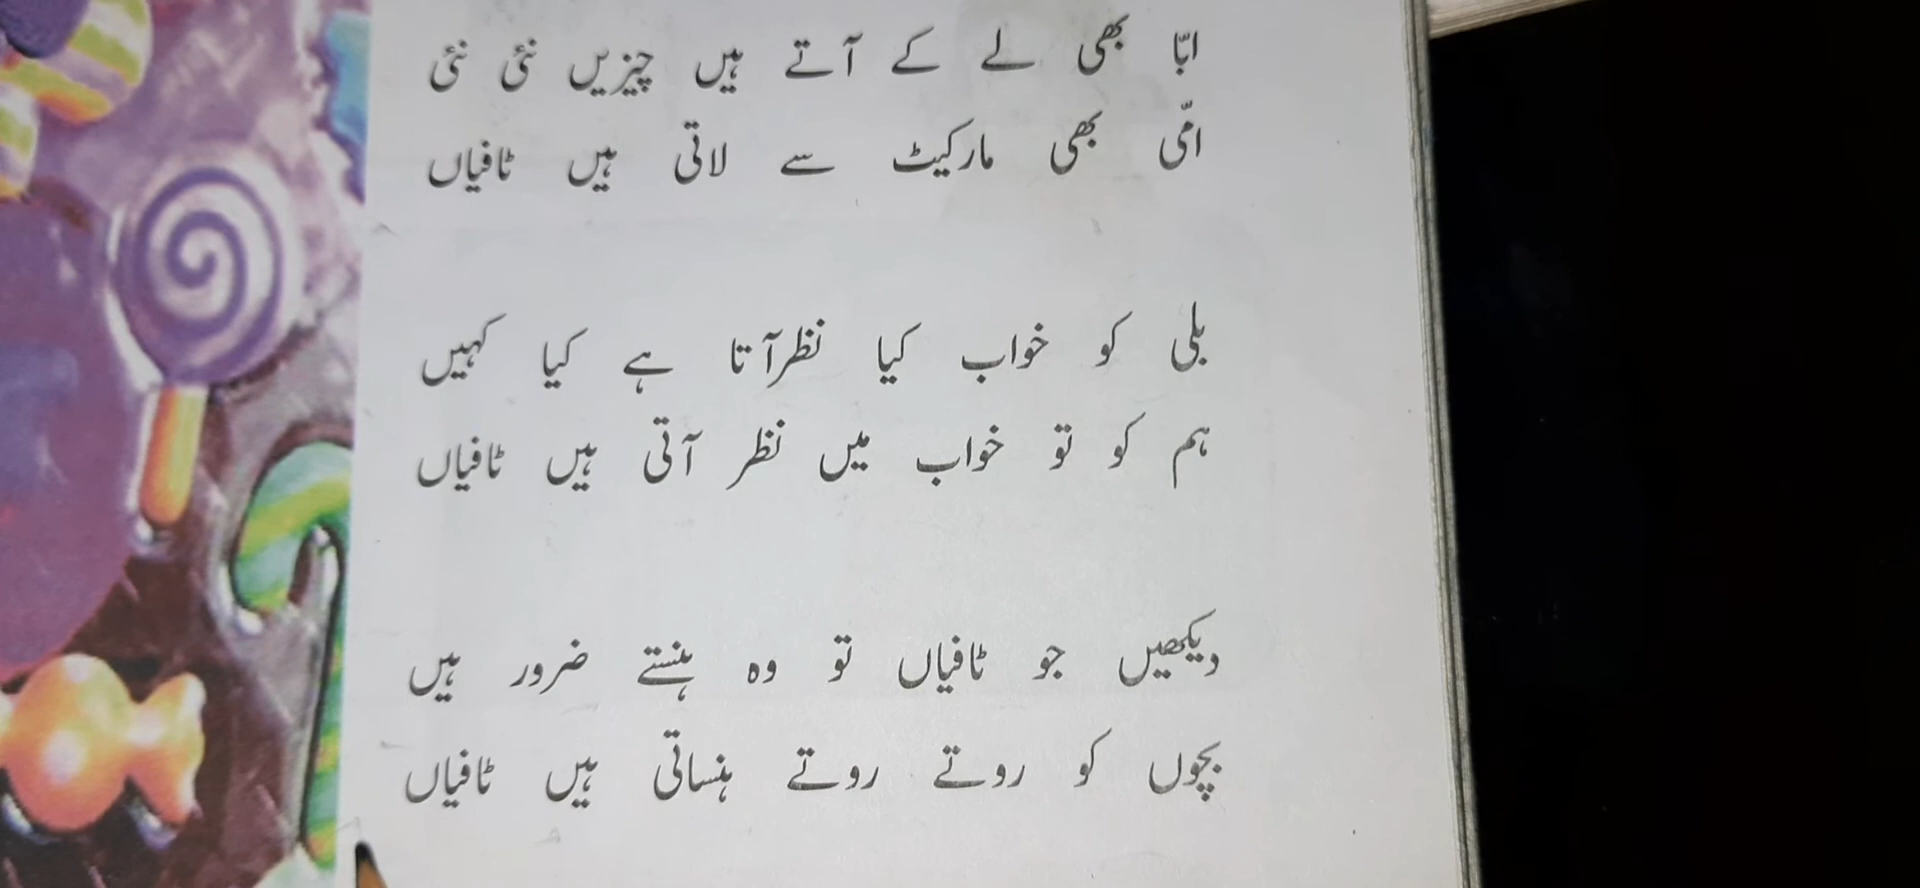 ابّا بھی لے کے آتے ہیں چیزیں نئی نئی
امّی بھی مارکیٹ سے لاتی ہیں ٹافیاں
بلی کو خواب کیا نظر آتا ہے کیا کہیں
ہم کو تو خواب میں نظر آتی ہیں ٹافیاں
دیکھیں جو ٹافیاں تو وہ ہنستے ضرور ہیں
بچوں کو روتے روتے ہنساتی ہیں ٹافیاں